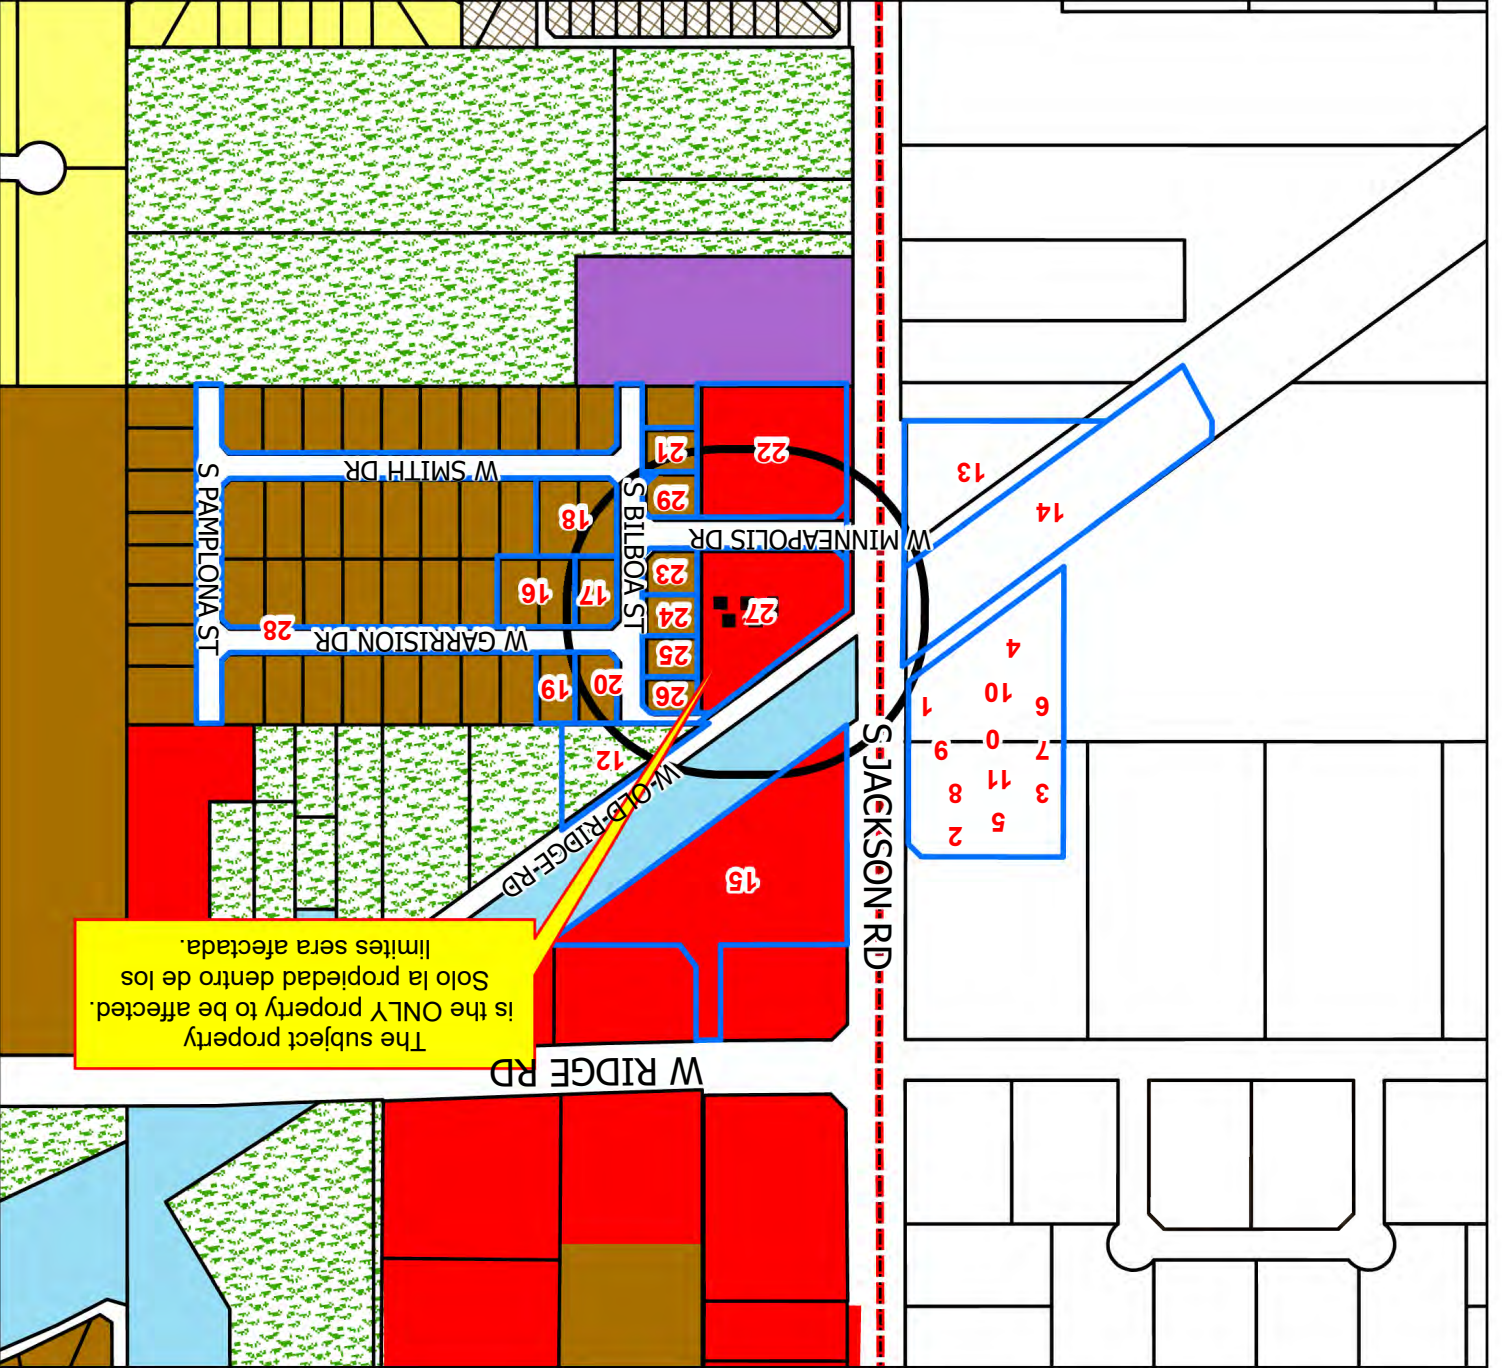 W RIDGE RD
The subject property
is the ONLY property to be affected.
Solo la propiedad dentro de los
limites sera afectada.
S JACKSON RD
W OLD RIDGE RD
2
5
8
3
11
15
7
0
9
12
6
10
1
4
26
20
19
25
W GARRISION DR
28
24
27
23
17
16
S BILBOA ST
S PAMPLONA ST
W MINNEAPOLIS DR
14
18
29
13
W SMITH DR
22
21